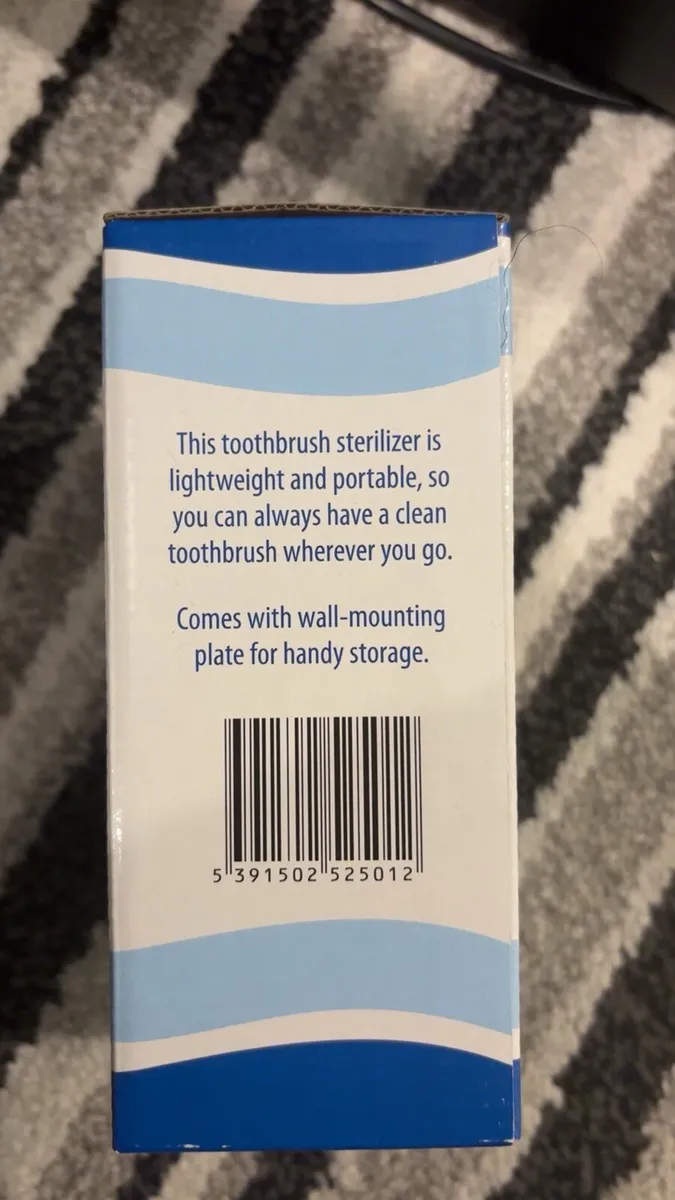 This toothbrush sterilizer is
lightweight and portable, so
you can always have a clean
toothbrush wherever you go.
Comes with wall-mounting
plate for handy storage.
5 391502 525012